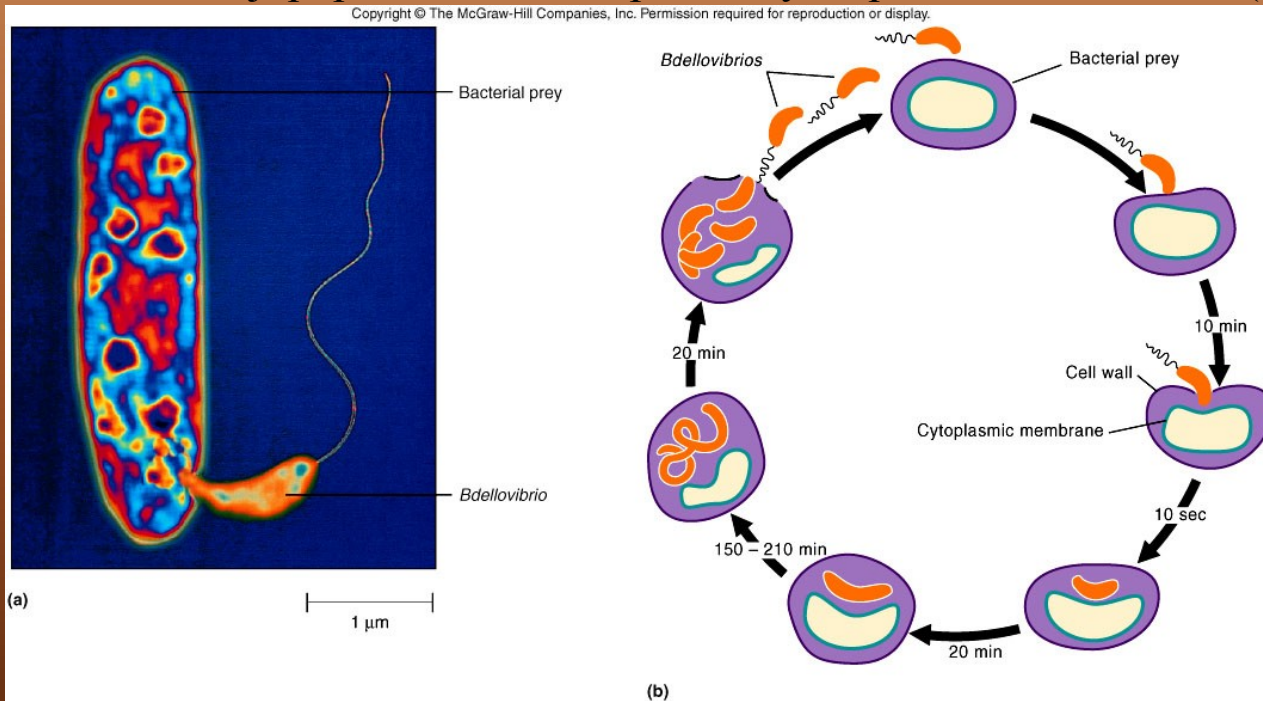 Copyright © The McGraw-Hill Companies, Inc. Permission required for reproduction or display.
Bacterial prey
Bdellovibrio
(a)
1 μm
Bdellovibrios
Bacterial prey
10 min
Cell wall
Cytoplasmic membrane
10 sec
20 min
150 – 210 min
20 min
(b)